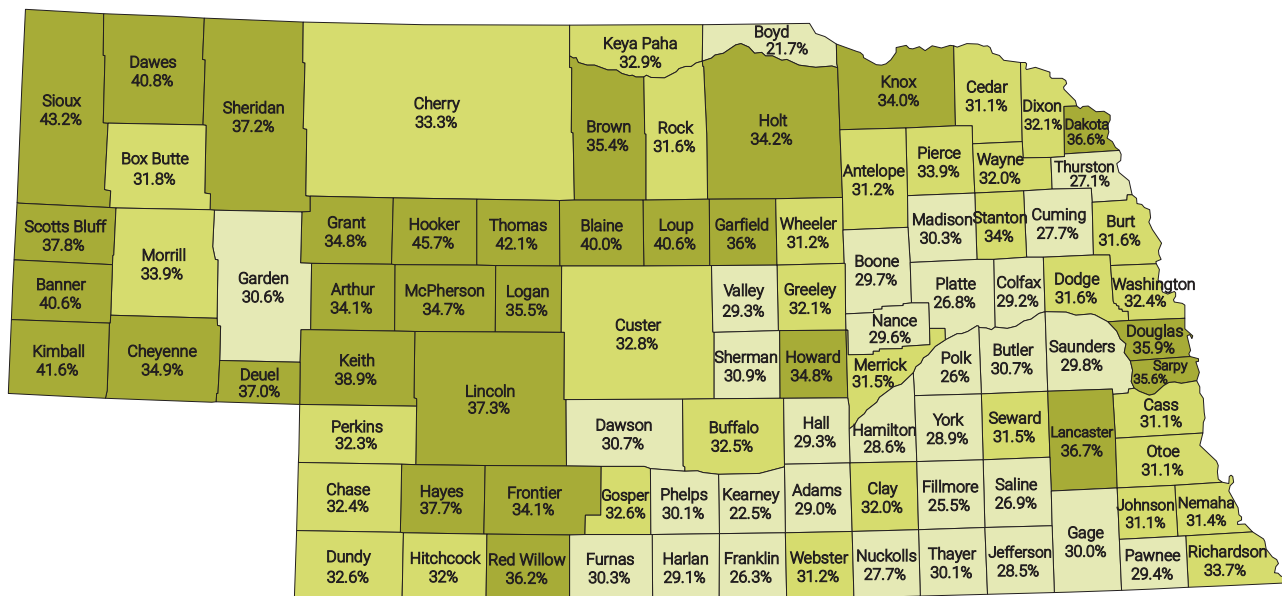 Sioux
43.2%
Dawes
40.8%
Sheridan
37.2%
Box Butte
31.8%
Cherry
33.3%
Keya Paha
32.9%
Boyd
21.7%
Brown
35.4%
Rock
31.6%
Holt
34.2%
Knox
34.0%
Cedar
31.1%
Dixon
32.1%
Dakota
36.6%
Antelope
31.2%
Pierce
33.9%
Wayne
32.0%
Thurston
27.1%
Scotts Bluff
37.8%
Morrill
33.9%
Garden
30.6%
Grant
34.8%
Hooker
45.7%
Thomas
42.1%
Blaine
40.0%
Loup
40.6%
Garfield
36%
Wheeler
31.2%
Madison
30.3%
Stanton
34%
Cuming
27.7%
Burt
31.6%
Banner
40.6%
Arthur
34.1%
McPherson
34.7%
Logan
35.5%
Custer
32.8%
Valley
29.3%
Greeley
32.1%
Boone
29.7%
Platte
26.8%
Colfax
29.2%
Dodge
31.6%
Washington
32.4%
Nance
29.6%
Kimball
41.6%
Cheyenne
34.9%
Deuel
37.0%
Keith
38.9%
Lincoln
37.3%
Sherman
30.9%
Howard
34.8%
Merrick
31.5%
Polk
26%
Butler
30.7%
Saunders
29.8%
Douglas
35.9%
Sarpy
35.6%
Perkins
32.3%
Dawson
30.7%
Buffalo
32.5%
Hall
29.3%
Hamilton
28.6%
York
28.9%
Seward
31.5%
Lancaster
36.7%
Cass
31.1%
Otoe
31.1%
Chase
32.4%
Hayes
37.7%
Frontier
34.1%
Gosper
32.6%
Phelps
30.1%
Kearney
22.5%
Adams
29.0%
Clay
32.0%
Fillmore
25.5%
Saline
26.9%
Gage
30.0%
Johnson
31.1%
Nemaha
31.4%
Dundy
32.6%
Hitchcock
32%
Red Willow
36.2%
Furnas
30.3%
Harlan
29.1%
Franklin
26.3%
Webster
31.2%
Nuckolls
27.7%
Thayer
30.1%
Jefferson
28.5%
Pawnee
29.4%
Richardson
33.7%